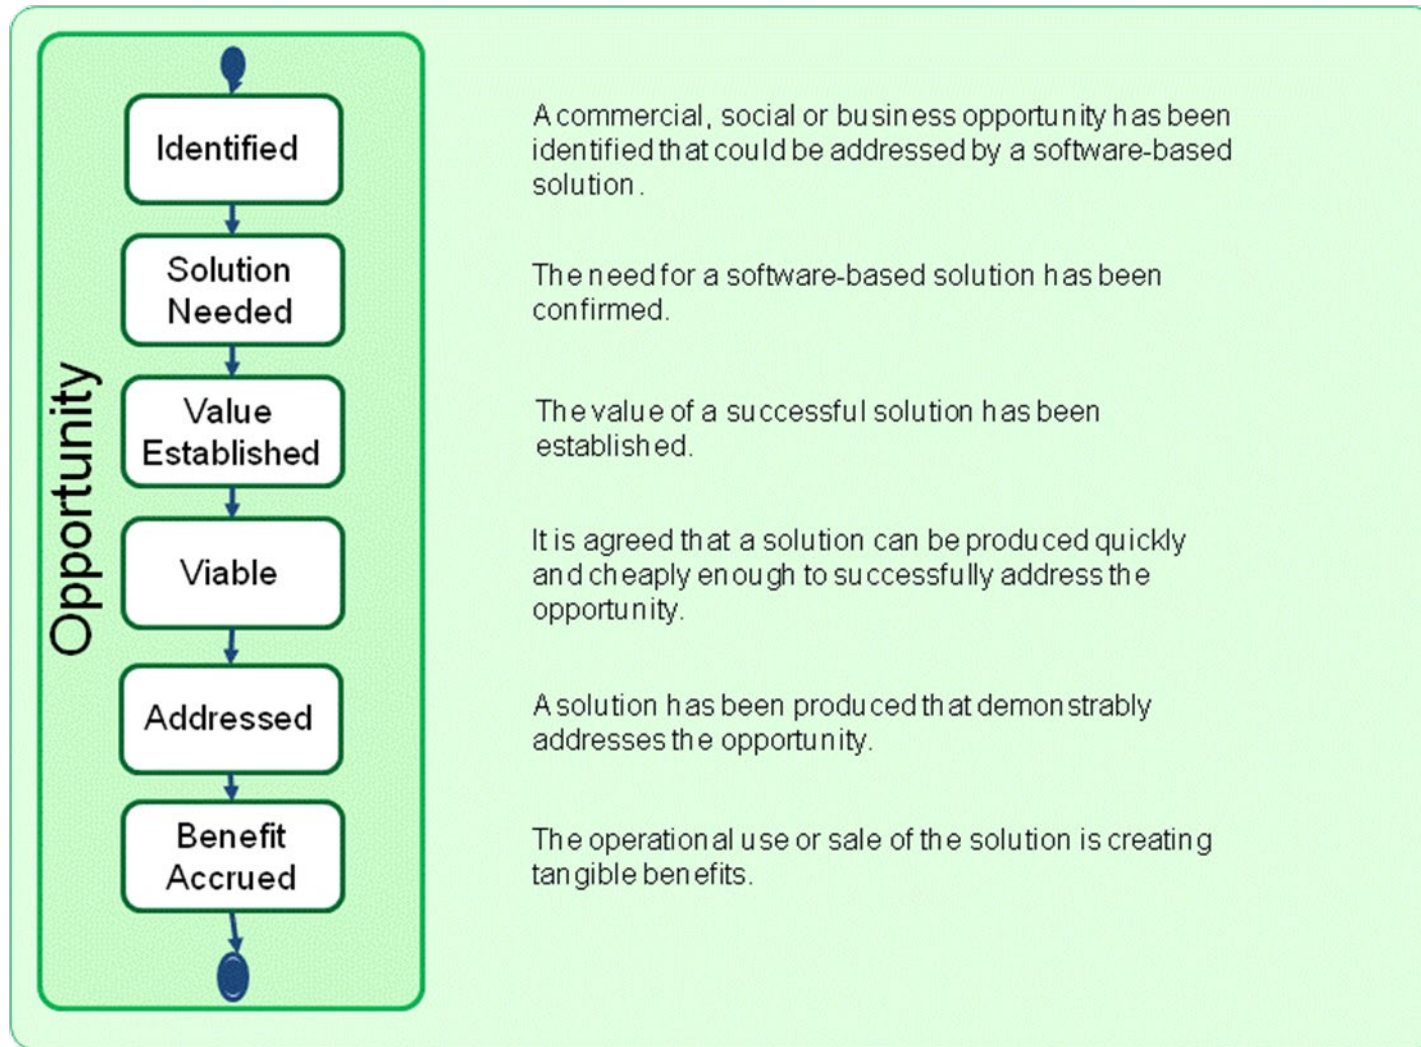 Opportunity
Identified
A commercial, social or business opportunity has been
identified that could be addressed by a software-based
solution.
Solution
Needed
The need for a software-based solution has been
confirmed.
Value
Established
The value of a successful solution has been
established.
Viable
It is agreed that a solution can be produced quickly
and cheaply enough to successfully address the
opportunity.
Addressed
A solution has been produced that demonstrably
addresses the opportunity.
Benefit
Accrued
The operational use or sale of the solution is creating
tangible benefits.